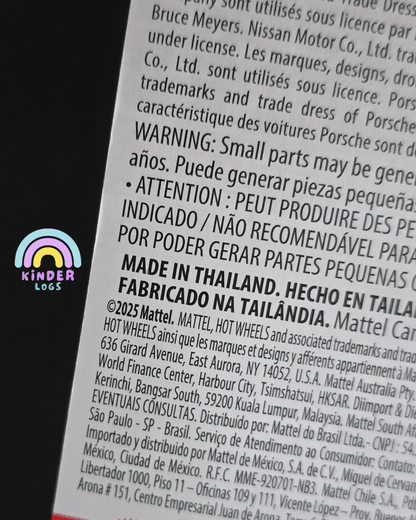 pany sont utilisés sous licence par
Bruce Meyers. Nissan Motor Co., Ltd. tra
under license. Les marques, designs, dro
Co., Ltd. sont utilisés sous licence. Pors
trademarks and trade dress of Porsche
caractéristique des voitures Porsche sont d
WARNING: Small parts may be gene
años. Puede generar piezas pequeña
• ATTENTION : PEUT PRODUIRE DES PE
INDICADO / NÃO RECOMENDÁVEL PARA
POR PODER GERAR PARTES PEQUENAS
MADE IN THAILAND. HECHO EN TAILA
FABRICADO NA TAILÂNDIA. Mattel Can
©2025 Mattel. MATTEL, HOT WHEELS and associated trademarks and trad
HOT WHEELS ainsi que les marques et designs y afférents appartiennent à Ma
636 Girard Avenue, East Aurora, NY 14052, U.S.A. Mattel Australia Pty.
World Finance Center, Harbour City, Tsimshatsui, HKSAR. Diimport & D
Kerinchi, Bangsar South, 59200 Kuala Lumpur, Malaysia. Mattel South Afr
EVENTUAIS CONSULTAS. Distribuído por: Mattel do Brasil Ltda.- CNPJ: 54.
São Paulo - SP - Brasil. Serviço de Atendimento ao Consumidor: Contato
Importado y distribuido por Mattel de México, S.A. de C.V., Miguel de Cervan
México, Ciudad de México. R.F.C. MME-920701-NB3. Mattel Chile S.A., P
Libertador 1000, Piso 11 – Oficinas 109 y 111, Vicente López – Prov. Buenos
Arona # 151, Centro Empresarial Juan de Arona, To
KINDER
LOGS